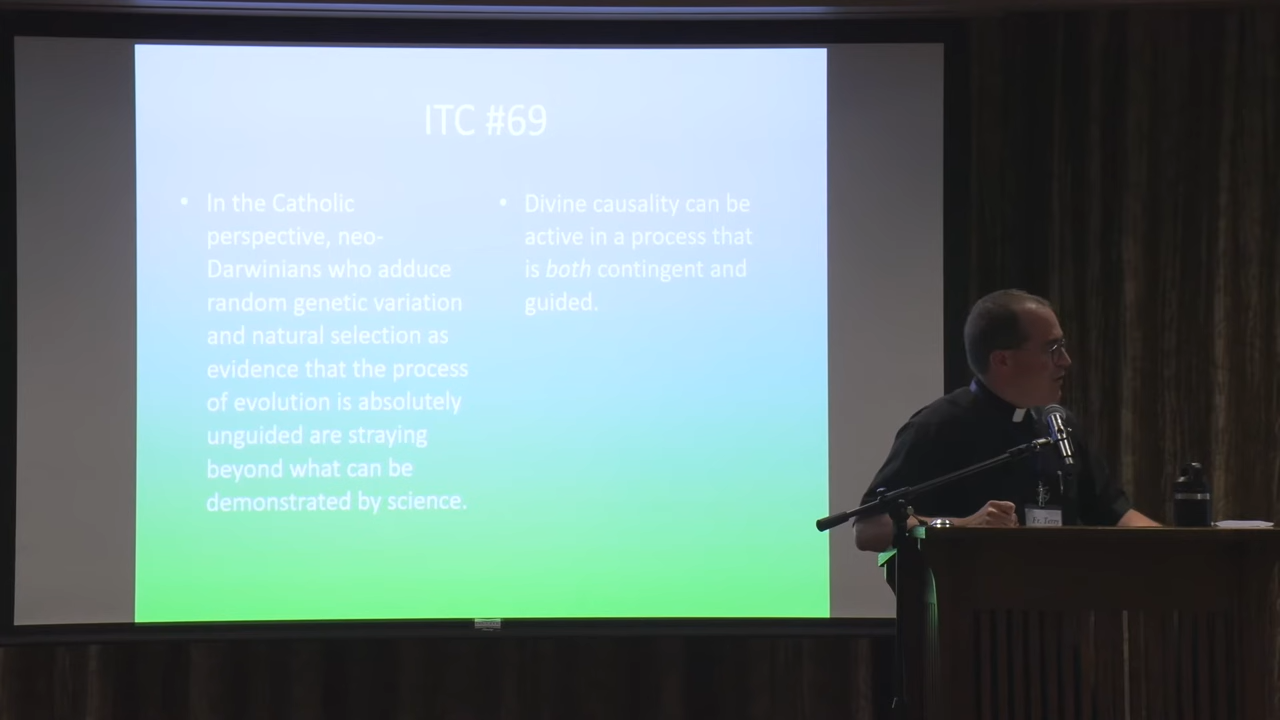 ITC #69
• In the Catholic
perspective, neo-
Darwinians who adduce
random genetic variation
and natural selection as
evidence that the process
of evolution is absolutely
unguided are straying
beyond what can be
demonstrated by science.
• Divine causality can be
active in a process that
is both contingent and
guided.
Fr.